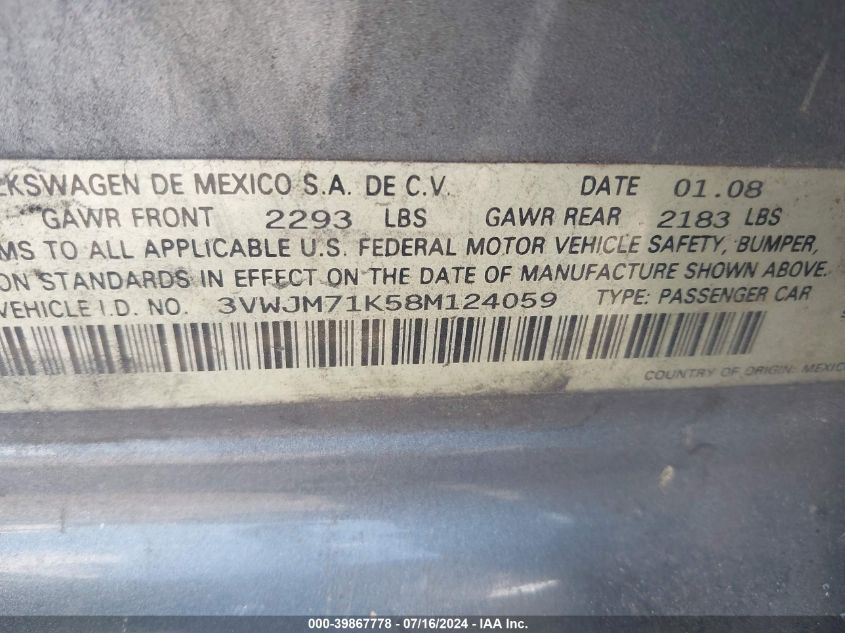 LKSWAGEN DE MEXICO S.A. DE C.V. DATE 01.08
GAWR FRONT 2293 LBS GAWR REAR 2183 LBS
MS TO ALL APPLICABLE U.S. FEDERAL MOTOR VEHICLE SAFETY, BUMPER,
ON STANDARDS IN EFFECT ON THE DATE OF MANUFACTURE SHOWN ABOVE.
VEHICLE I.D. NO. 3VWJM71K58M124059 TYPE: PASSENGER CAR
COUNTRY OF ORIGIN: MEXICO
000-39867778 - 07/16/2024 - IAA Inc.